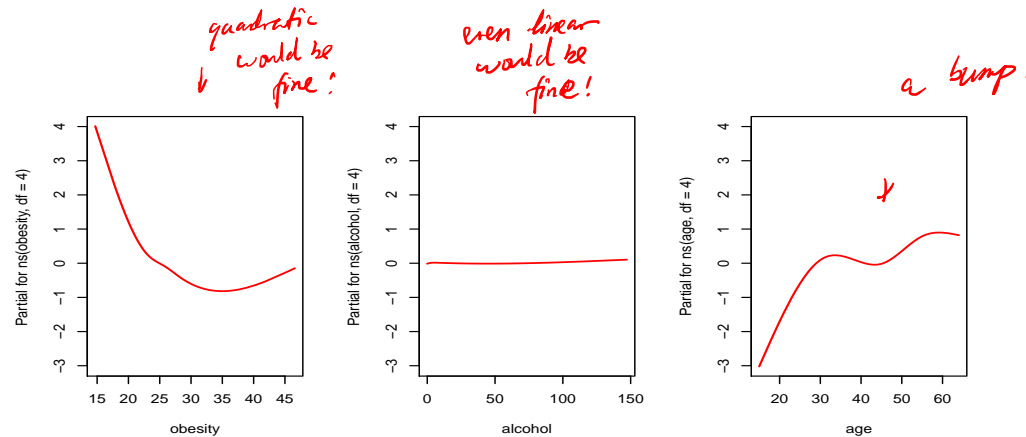 quadratic
would be
fine!
even linear
would be
fine!
a bump.
4
3
2
1
0
−1
−2
−3
Partial for ns(obesity, df = 4)
15 20 25 30 35 40 45
obesity
4
3
2
1
0
−1
−2
−3
Partial for ns(alcohol, df = 4)
0 50 100 150
alcohol
4
3
2
1
0
−1
−2
−3
Partial for ns(age, df = 4)
20 30 40 50 60
age